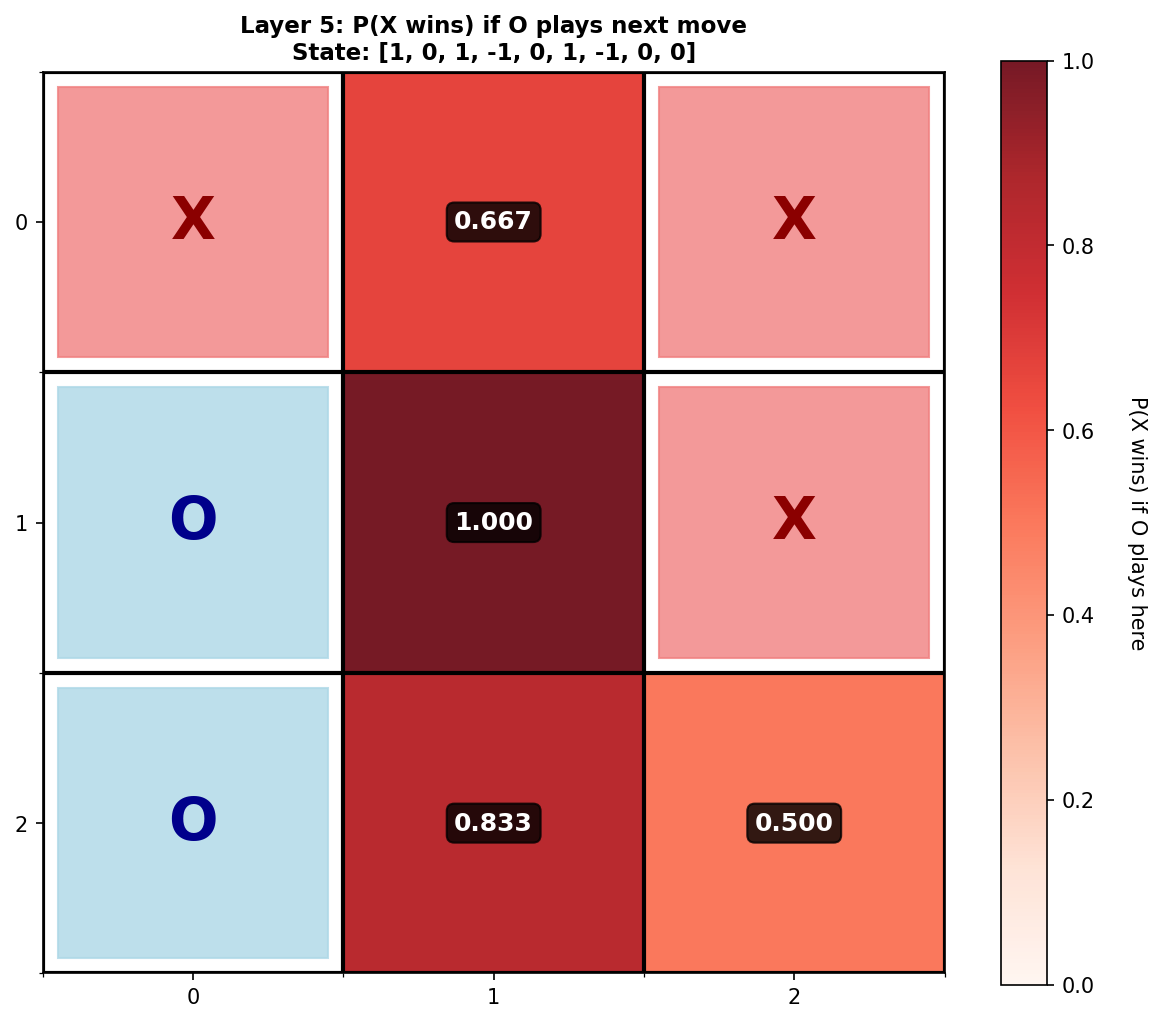 Layer 5: P(X wins) if O plays next move
State: [1, 0, 1, -1, 0, 1, -1, 0, 0]
X
0.667
X
O
1.000
X
O
0.833
0.500
0
1
2
0
1
2
1.0
0.8
0.6
0.4
0.2
0.0
P(X wins) if O plays here